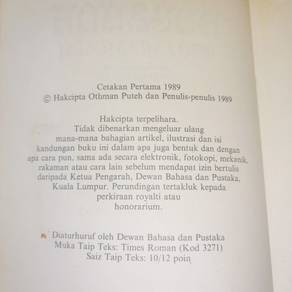 Cetakan Pertama 1989
© Hakcipta Othman Puteh dan Penulis-penulis 1989
Hakcipta terpelihara.
Tidak dibenarkan mengeluar ulang
mana-mana bahagian artikel, ilustrasi dan isi
kandungan buku ini dalam apa juga bentuk dan dengan
apa cara pun, sama ada secara elektronik, fotokopi, mekanik,
rakaman atau cara lain sebelum mendapat izin bertulis
daripada Ketua Pengarah, Dewan Bahasa dan Pustaka,
Kuala Lumpur. Perundingan tertakluk kepada
perkiraan royalti atau
honorarium.
Diaturhuruf oleh Dewan Bahasa dan Pustaka
Muka Taip Teks: Times Roman (Kod 3271)
Saiz Taip Teks: 10/12 poin